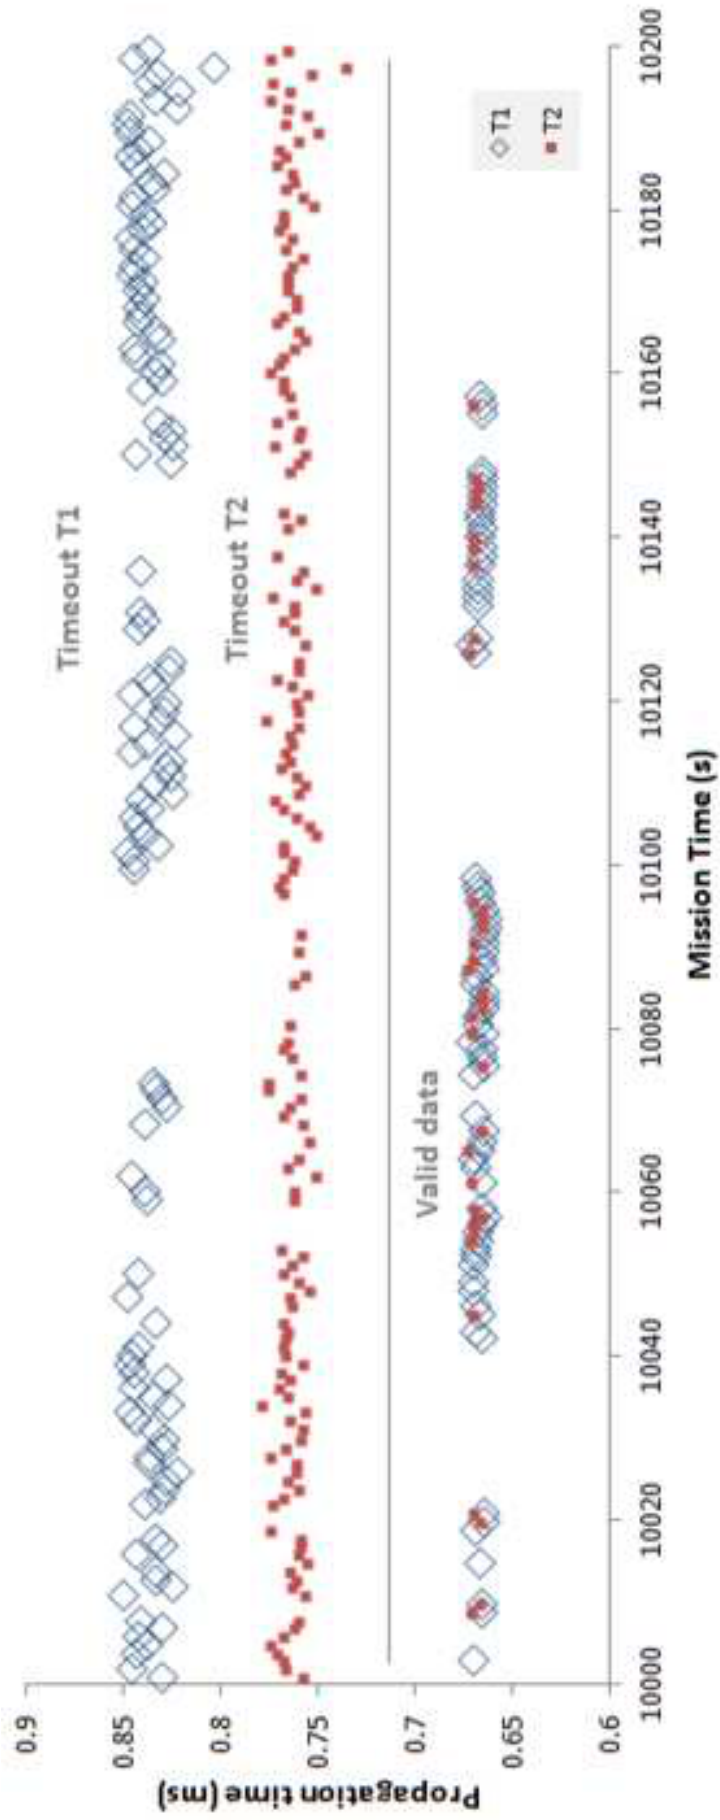 Propagation time (ms)
0.9
0.85
0.8
0.75
0.7
0.65
0.6
Timeout T1
Timeout T2
Valid data
T1
T2
10000
10020
10040
10060
10080
10100
10120
10140
10160
10180
10200
Mission Time (s)